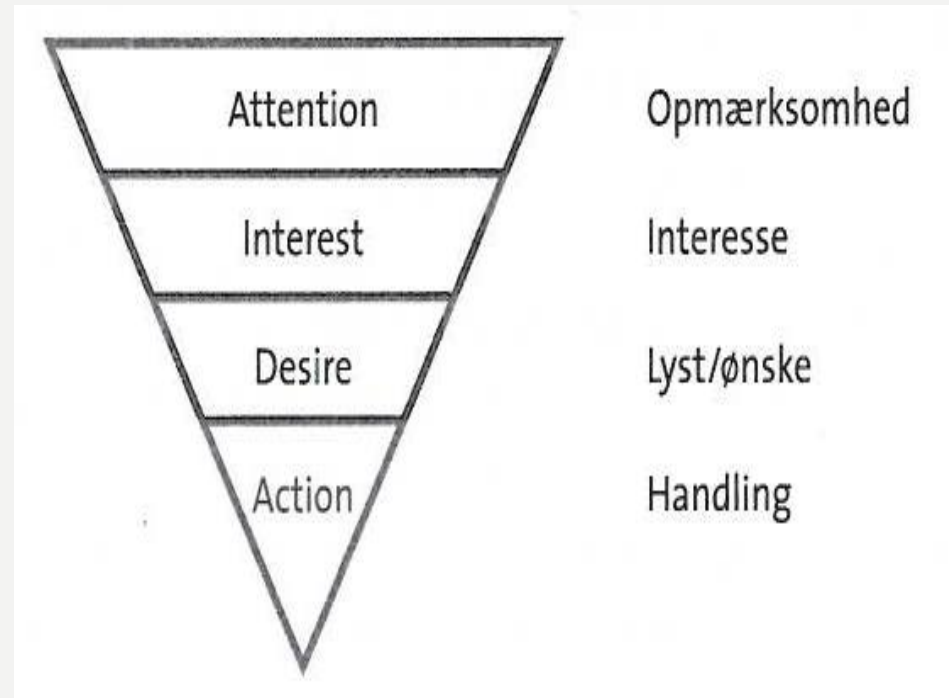 Attention Opmærksomhed
Interest Interesse
Desire Lyst/ønske
Action Handling